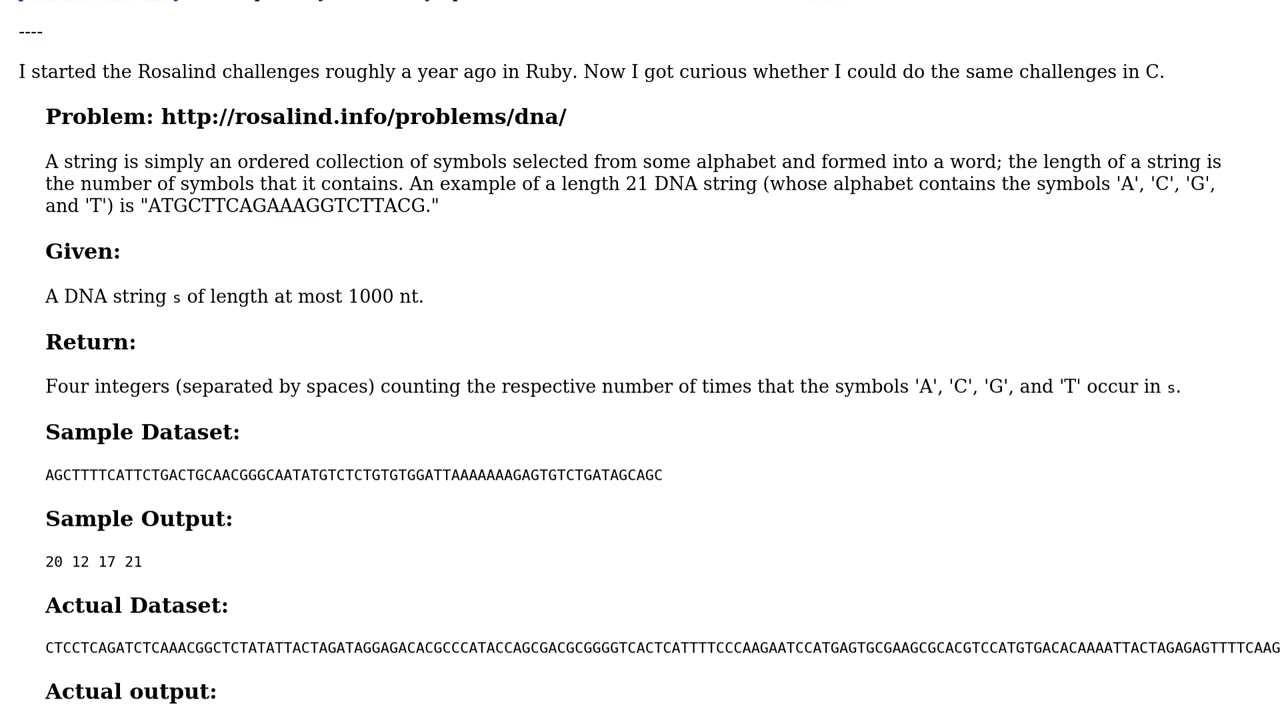 ----
I started the Rosalind challenges roughly a year ago in Ruby. Now I got curious whether I could do the same challenges in C.
Problem: http://rosalind.info/problems/dna/
A string is simply an ordered collection of symbols selected from some alphabet and formed into a word; the length of a string is
the number of symbols that it contains. An example of a length 21 DNA string (whose alphabet contains the symbols 'A', 'C', 'G',
and 'T') is "ATGCTTCAGAAAGGTCTTACG."
Given:
A DNA string s of length at most 1000 nt.
Return:
Four integers (separated by spaces) counting the respective number of times that the symbols 'A', 'C', 'G', and 'T' occur in s.
Sample Dataset:
AGCTTTTCATTCTGACTGCAACGGGCAATATGTCTCTGTGTGGATTAAAAAAAGAGTGTCTGATAGCAGC
Sample Output:
20 12 17 21
Actual Dataset:
CTCCTCAGATCTCAAACGGCTCTATATTACTAGATAGGAGACACGCCCATACCAGCGACGCGGGGTCACTCATTTTCCCAAGAATCCATGAGTGCGAAGCGCACGTCCATGTGACACAAAATTACTAGAGAGTTTTCAAG
Actual output: